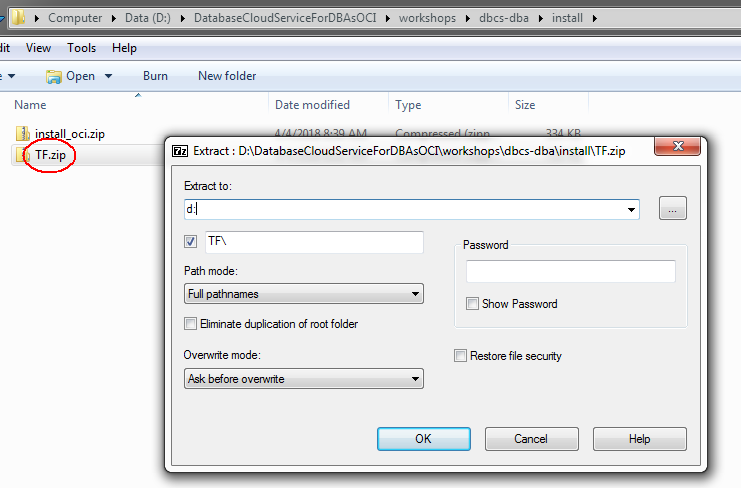 Computer Data (D:) DatabaseCloudServiceForDBAsOCI workshops dbcs-dba install
dit View Tools Help
Open Burn New folder
Name Date modified Type Size
install_oci.zip 4/4/2018 8:39 AM Compressed (zipp 334 KB
TF.zip
Extract : D:\DatabaseCloudServiceForDBAsOCI\workshops\dbcs-dba\install\TF.zip
Extract to:
d:
...
TF\
Password
Path mode:
Full pathnames
Show Password
Eliminate duplication of root folder
Overwrite mode:
Restore file security
Ask before overwrite
OK Cancel Help